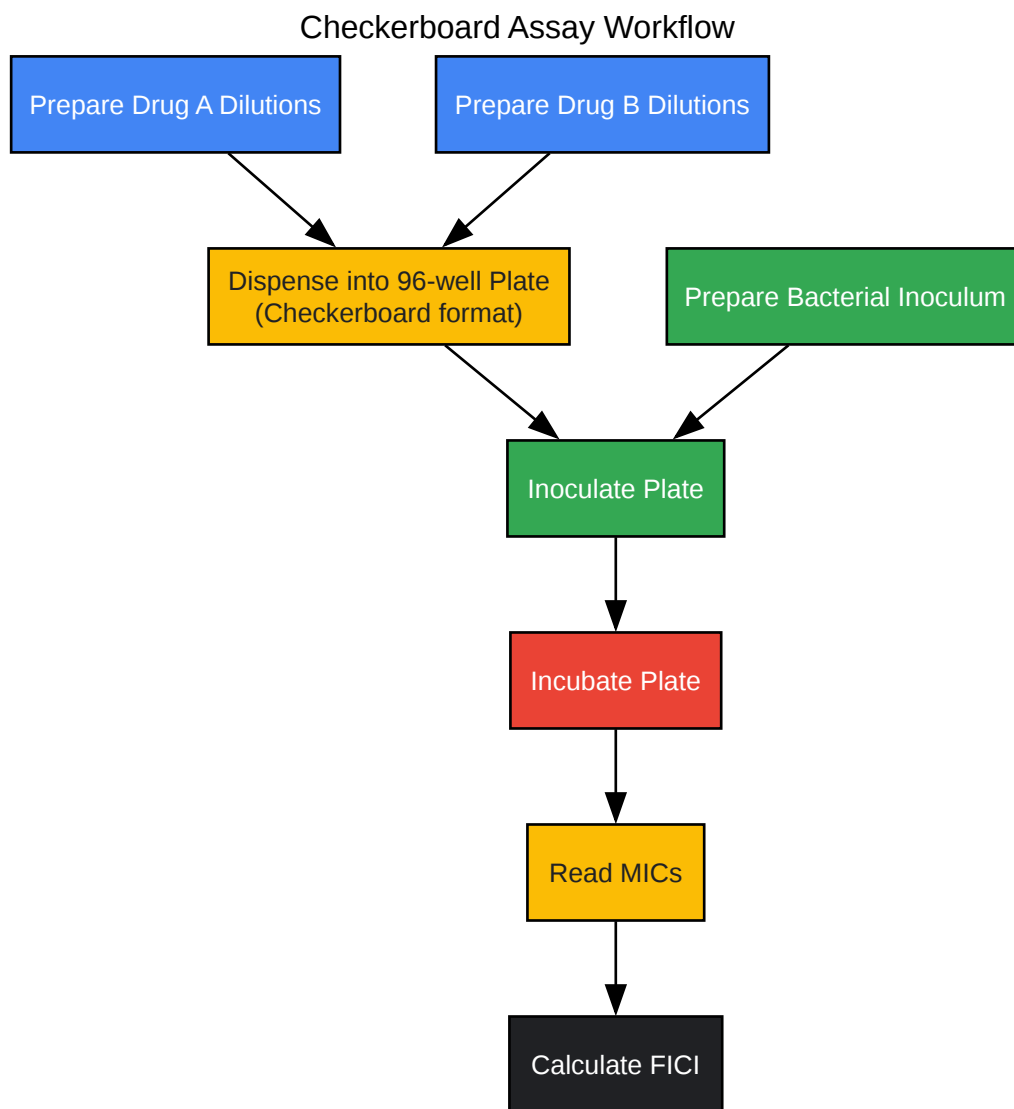 Checkerboard Assay Workflow
Prepare Drug A Dilutions
Prepare Drug B Dilutions
Dispense into 96-well Plate
(Checkerboard format)
Prepare Bacterial Inoculum
Inoculate Plate
Incubate Plate
Read MICs
Calculate FICI